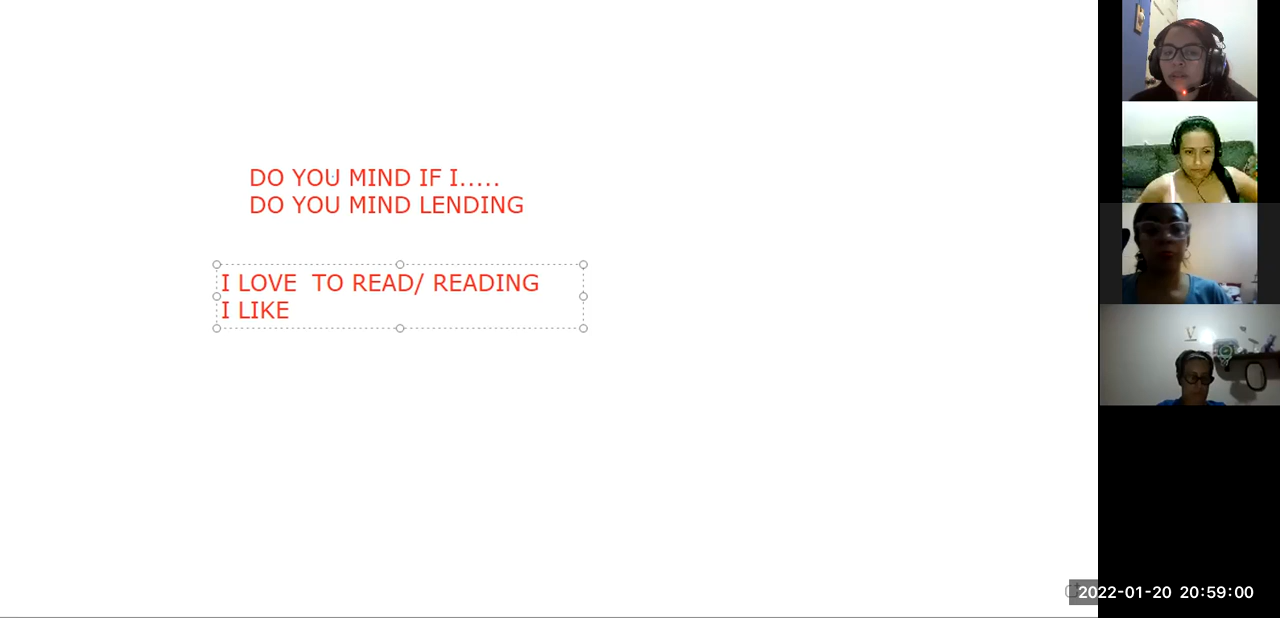 DO YOU MIND IF I.....
DO YOU MIND LENDING
I LOVE  TO READ/ READING
I LIKE
2022-01-20 20:59:00